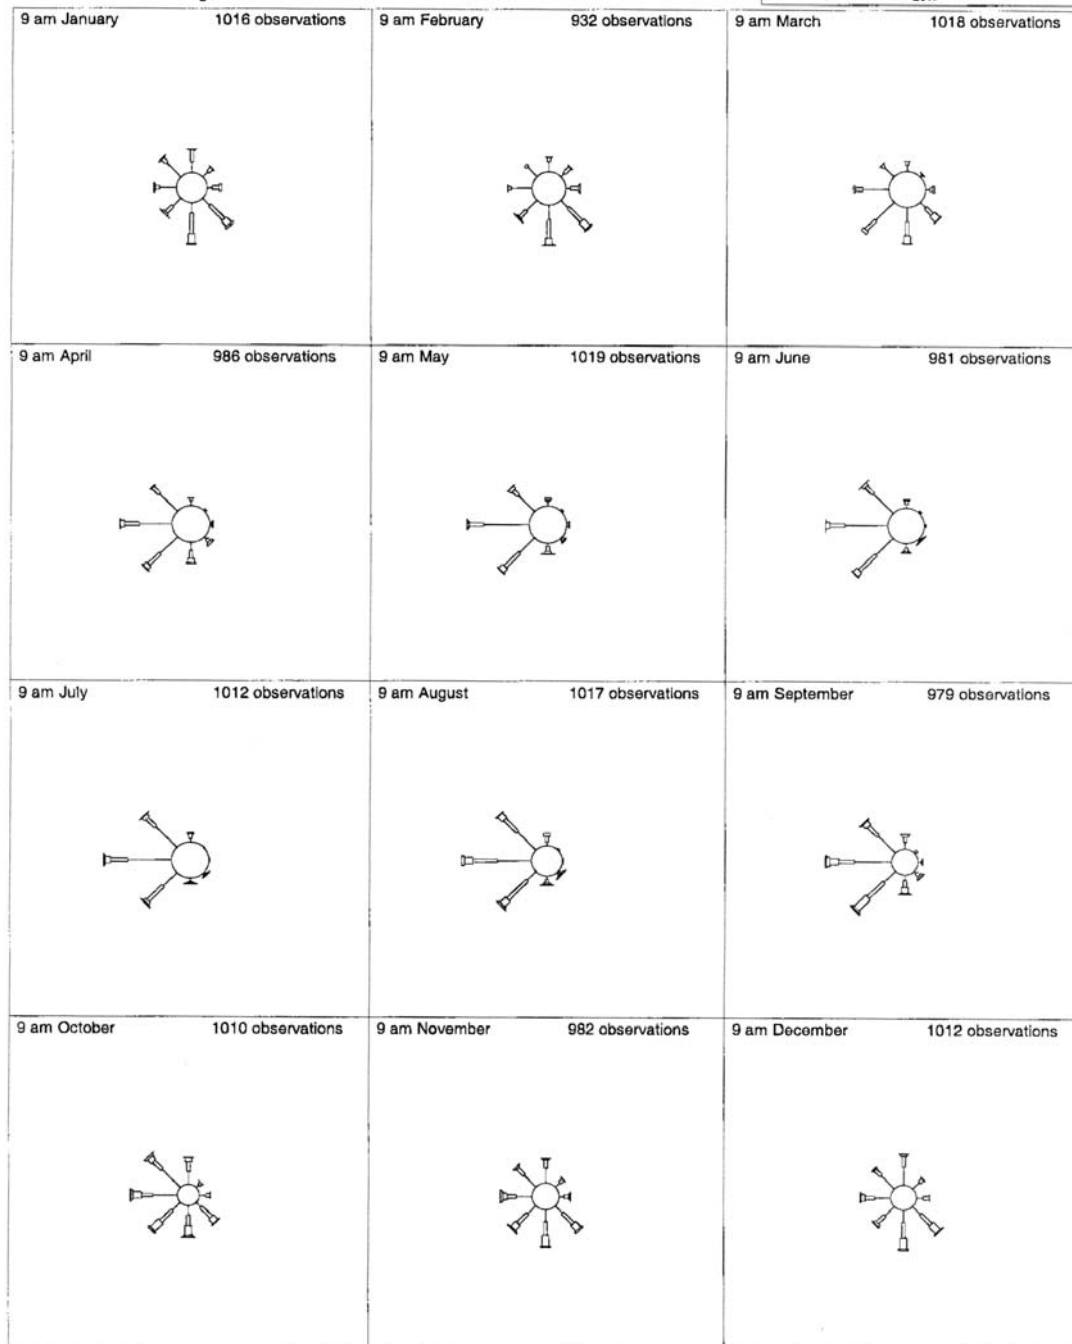 9 am January 1016 observations 9 am February 932 observations 9 am March 1018 observations
9 am April 986 observations 9 am May 1019 observations 9 am June 981 observations
9 am July 1012 observations 9 am August 1017 observations 9 am September 979 observations
9 am October 1010 observations 9 am November 982 observations 9 am December 1012 observations